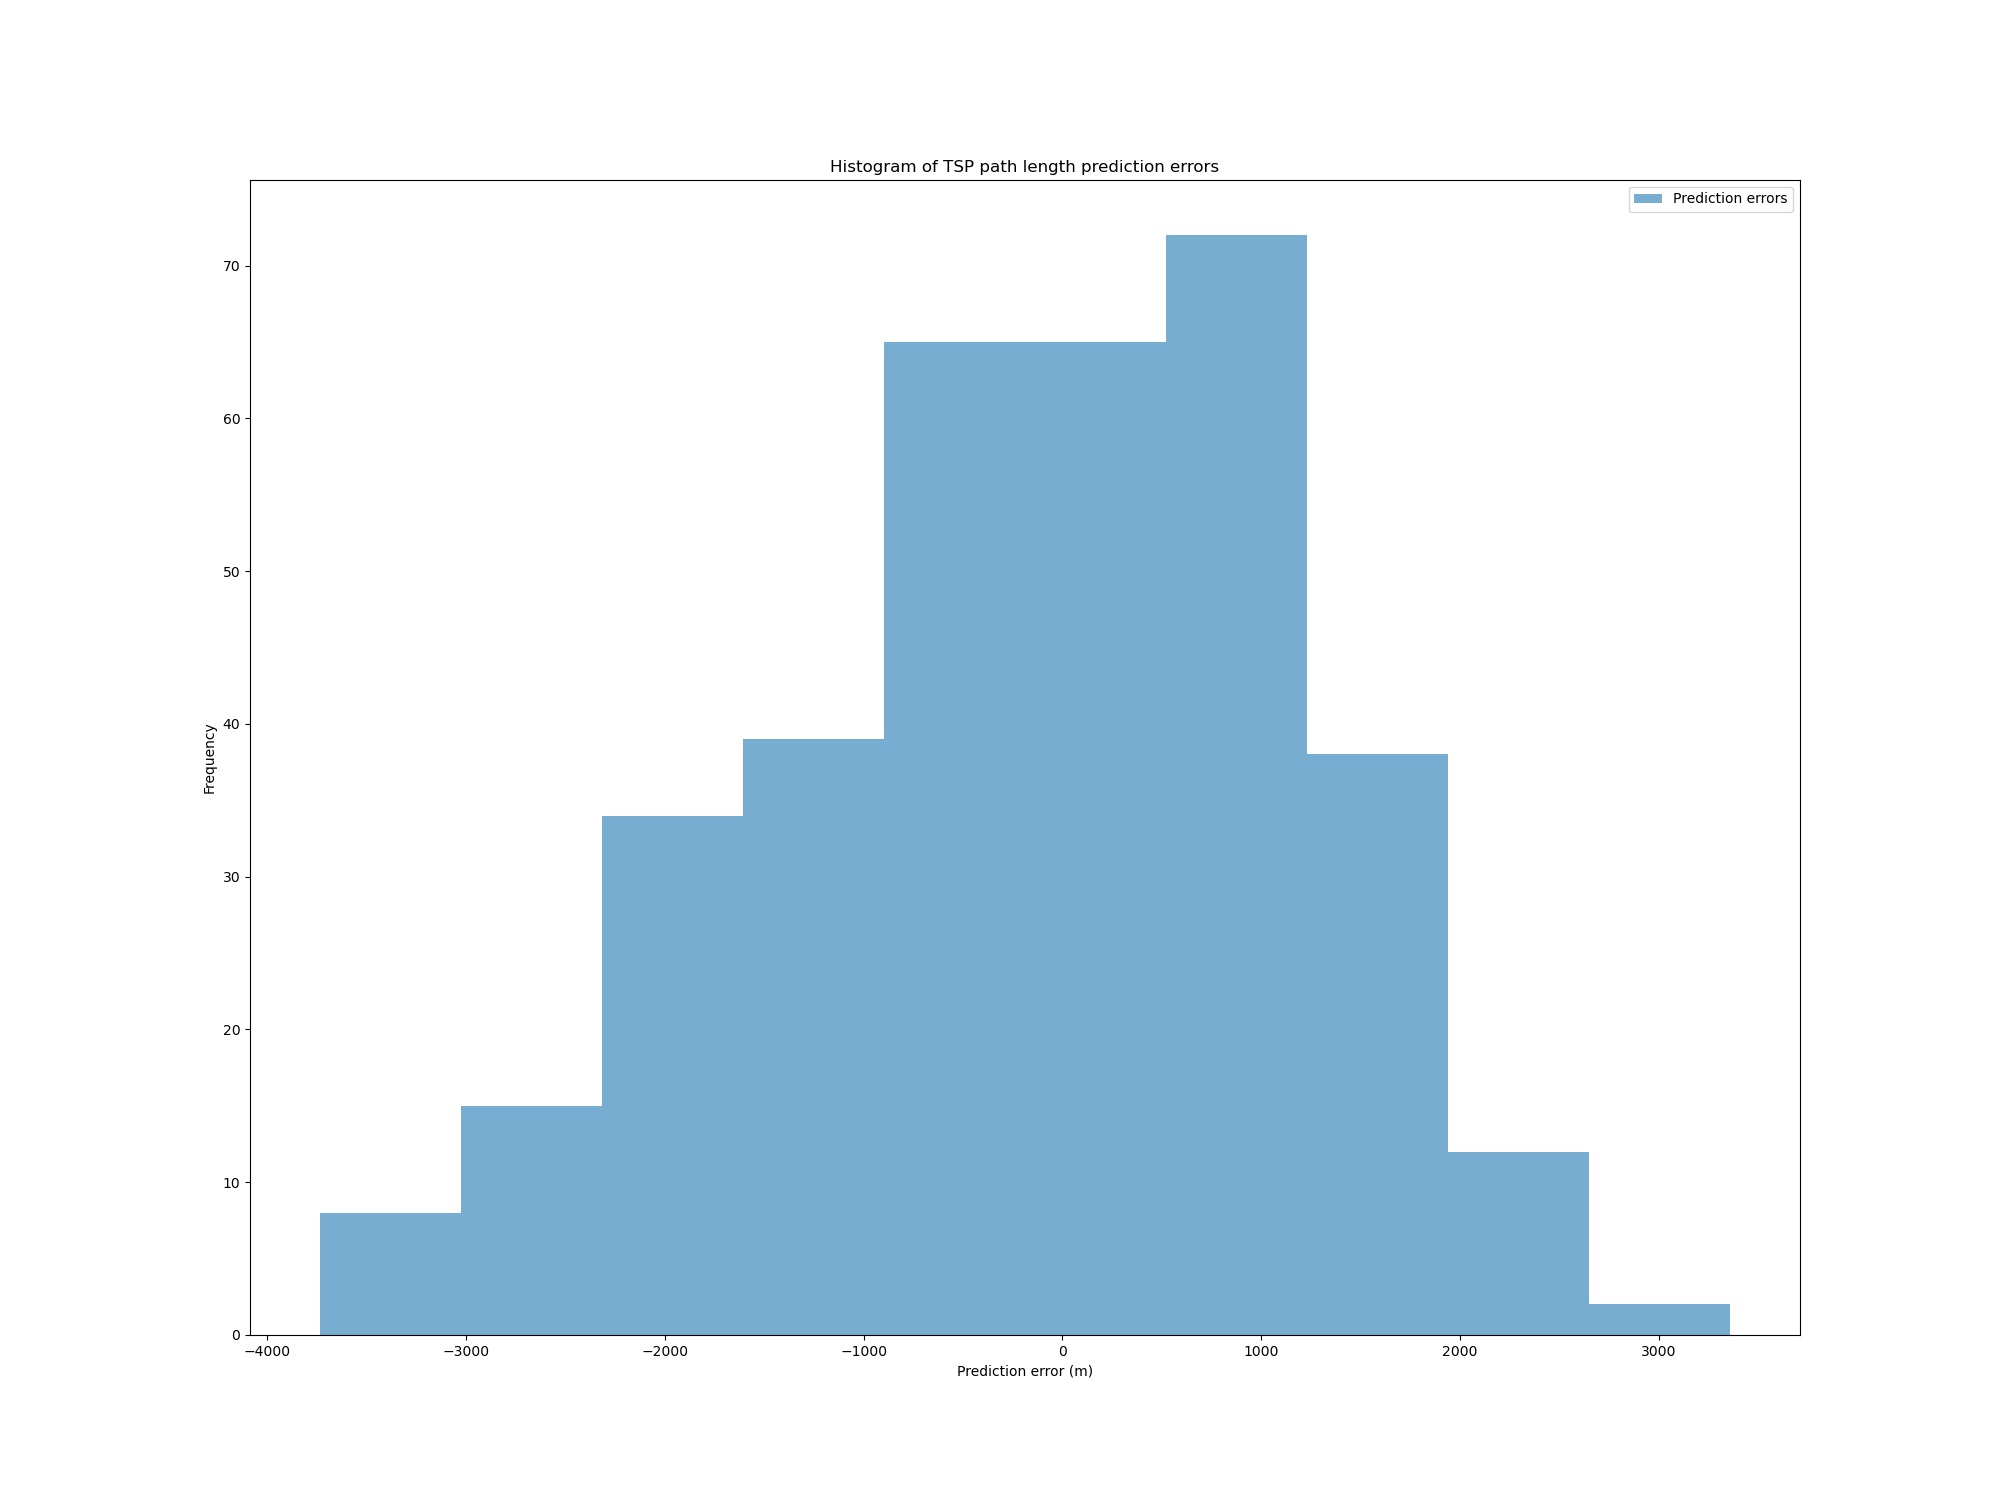 Histogram of TSP path length prediction errors
Prediction errors
70
60
50
40
30
20
10
0
Frequency
−4000 −3000 −2000 −1000 0 1000 2000 3000
Prediction error (m)